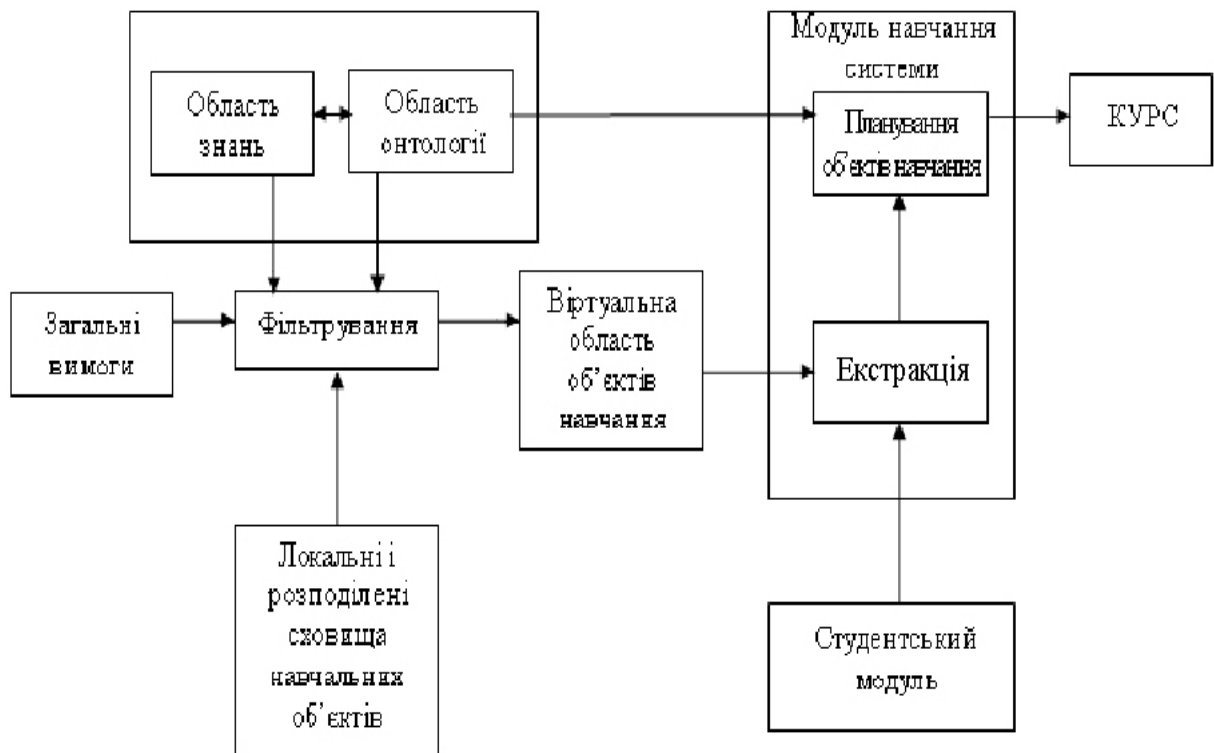 Модуль навчання
системи
Область
знань
Область
онтології
Планування
об'єктів навчання
КУРС
Загальні
вимоги
Фільтрування
Віртуальна
область
об'єктів
навчання
Екстракція
Локальні і
розподілені
сховища
навчальних
об'єктів
Студентський
модуль